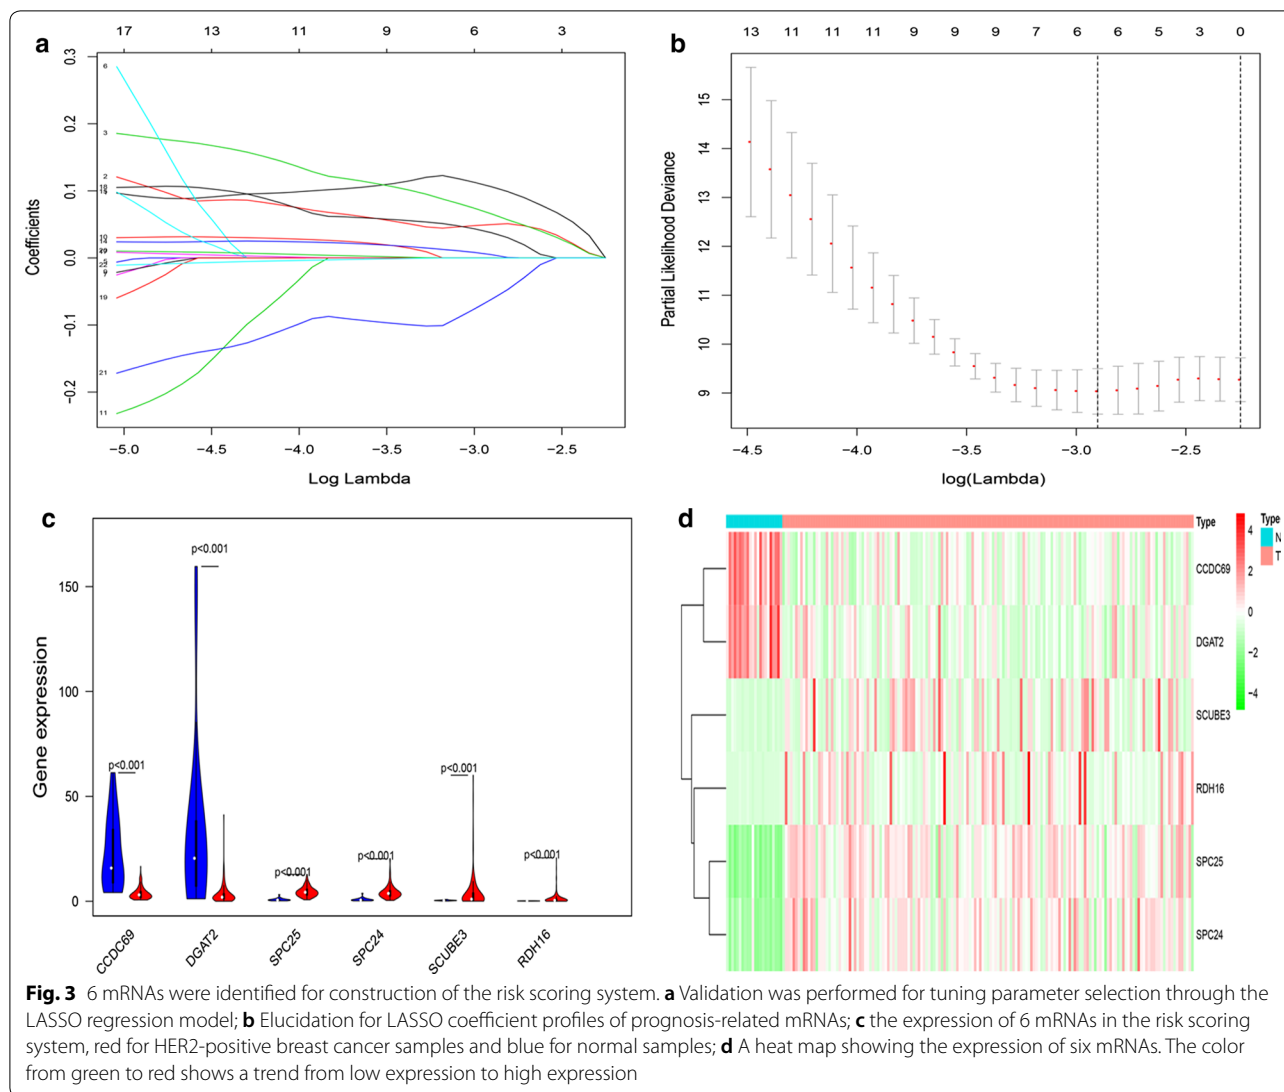 a
17 13 11 9 6 3
0.3
0.2
0.1
0.0
−0.1
−0.2
Coefficients
6
3
2
10
14
19
21
11
−5.0 −4.5 −4.0 −3.5 −3.0 −2.5
Log Lambda
b
13 11 11 11 9 9 9 7 6 6 5 3 0
15
14
13
12
11
10
9
Partial Likelihood Deviance
−4.5 −4.0 −3.5 −3.0 −2.5
log(Lambda)
c
Gene expression
150
100
50
0
p<0.001
p<0.001
p<0.001
p<0.001
p<0.001
p<0.001
CCDC69 DGAT2 SPC25 SPC24 SCUBE3 RDH16
d
Type
CCDC69
DGAT2
SCUBE3
RDH16
SPC25
SPC24
4
2
0
−2
−4
Type
N
T
Fig. 3 6 mRNAs were identified for construction of the risk scoring system. a Validation was performed for tuning parameter selection through the
LASSO regression model; b Elucidation for LASSO coefficient profiles of prognosis-related mRNAs; c the expression of 6 mRNAs in the risk scoring
system, red for HER2-positive breast cancer samples and blue for normal samples; d A heat map showing the expression of six mRNAs. The color
from green to red shows a trend from low expression to high expression